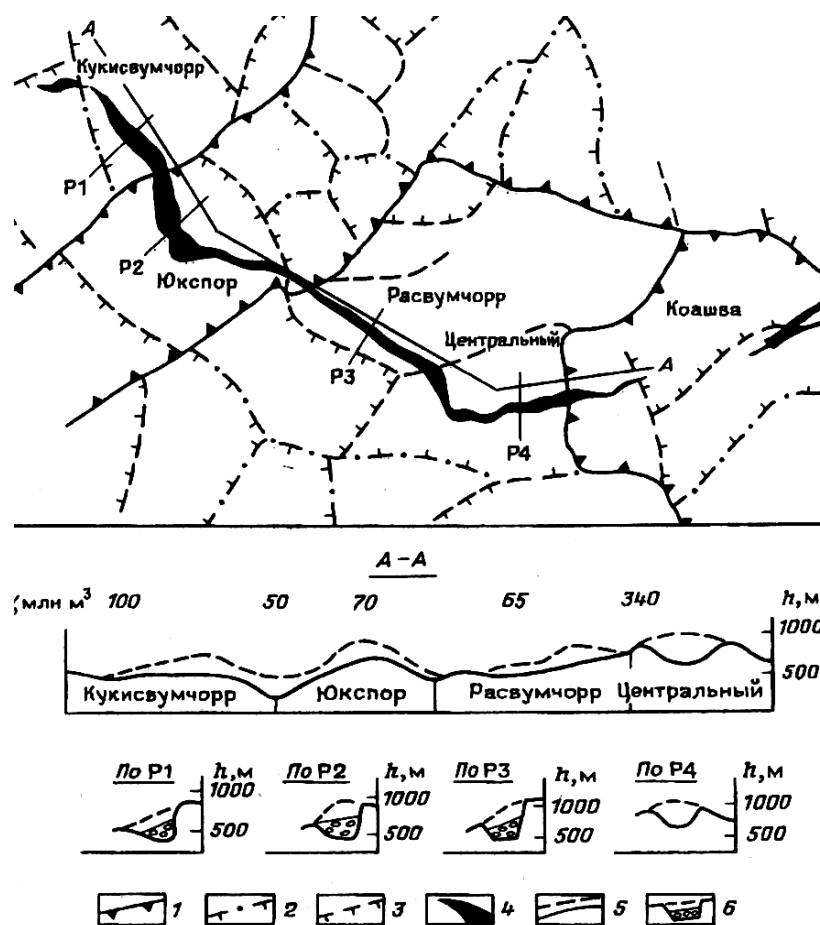 А
Кукисвумчорр
Р1
Р2
Юкспор
Расвумчорр
Коашва
Центральный
Р3
А
Р4
А–А
млн м³ 100 50 70 65 340 h,м
1000
500
Кукисвумчорр Юкспор Расвумчорр Центральный
По Р1 h,м По Р2 h,м По Р3 h,м По Р4 h,м
1000 1000 1000 1000
500 500 500 500
1 2 3 4 5 6